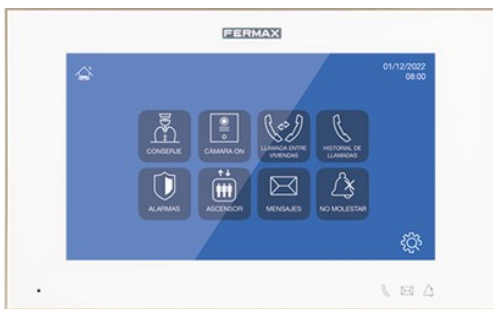 FERMAX
01/12/2022
08:00
CONSERJE
CÁMARA ON
LLAMADA ENTRE
VIVIENDAS
HISTORIAL DE
LLAMADAS
ALARMAS
ASCENSOR
MENSAJES
NO MOLESTAR